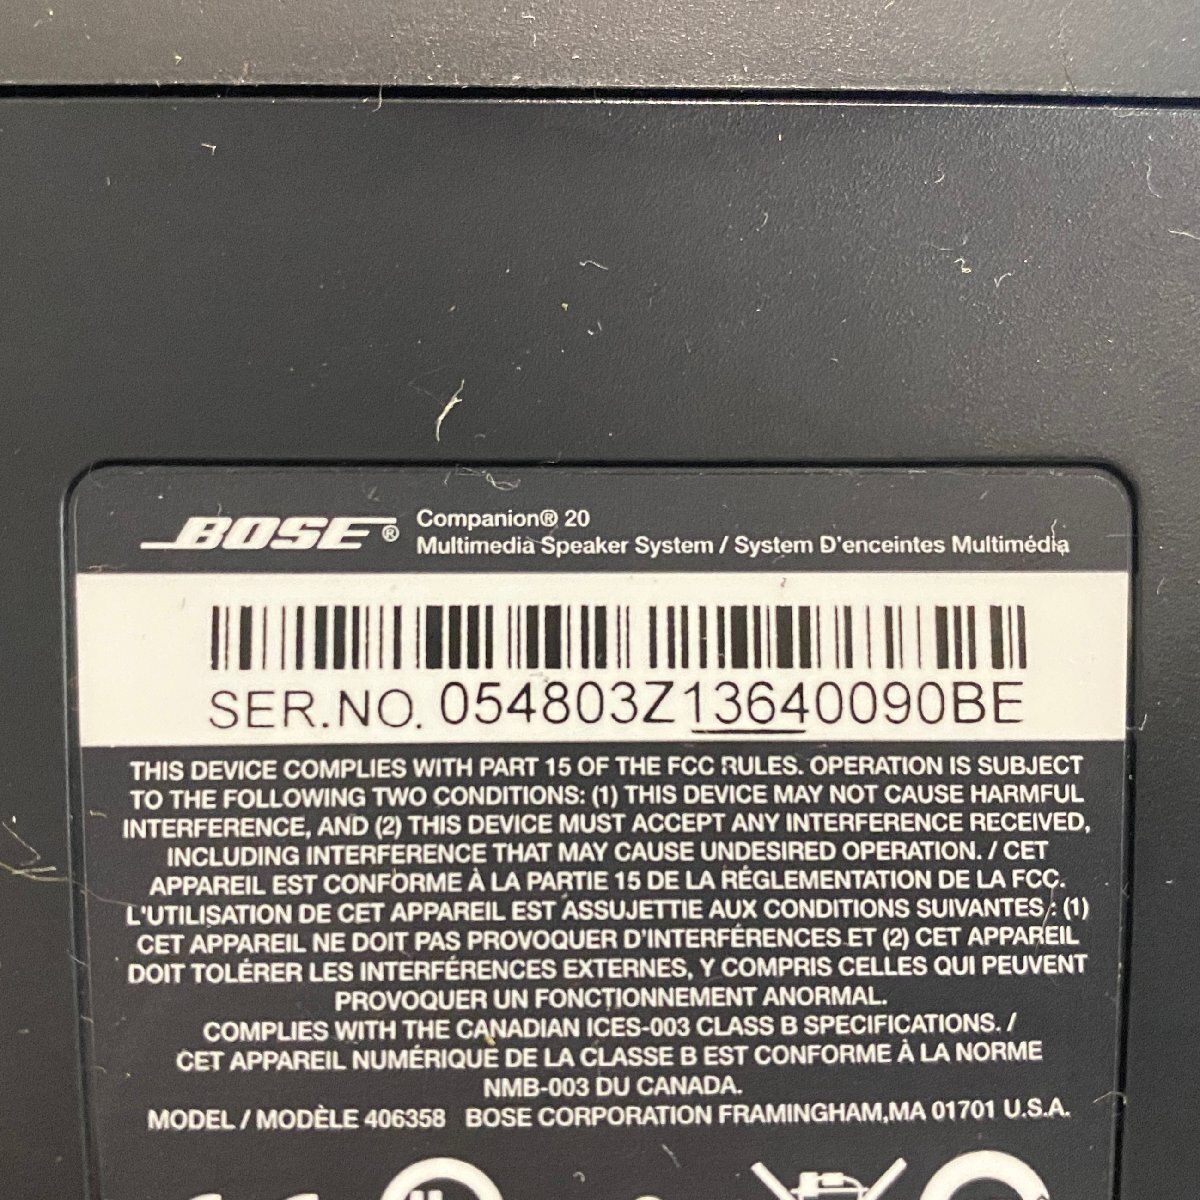 BOSE®
Companion® 20
Multimedia Speaker System / System D'enceintes Multimédia
SER.NO. 054803Z13640090BE
THIS DEVICE COMPLIES WITH PART 15 OF THE FCC RULES. OPERATION IS SUBJECT
TO THE FOLLOWING TWO CONDITIONS: (1) THIS DEVICE MAY NOT CAUSE HARMFUL
INTERFERENCE, AND (2) THIS DEVICE MUST ACCEPT ANY INTERFERENCE RECEIVED,
INCLUDING INTERFERENCE THAT MAY CAUSE UNDESIRED OPERATION. / CET
APPAREIL EST CONFORME À LA PARTIE 15 DE LA RÉGLEMENTATION DE LA FCC.
L'UTILISATION DE CET APPAREIL EST ASSUJETTIE AUX CONDITIONS SUIVANTES : (1)
CET APPAREIL NE DOIT PAS PROVOQUER D'INTERFÉRENCES ET (2) CET APPAREIL
DOIT TOLÉRER LES INTERFÉRENCES EXTERNES, Y COMPRIS CELLES QUI PEUVENT
PROVOQUER UN FONCTIONNEMENT ANORMAL.
COMPLIES WITH THE CANADIAN ICES-003 CLASS B SPECIFICATIONS. /
CET APPAREIL NUMÉRIQUE DE LA CLASSE B EST CONFORME À LA NORME
NMB-003 DU CANADA.
MODEL / MODÈLE 406358 BOSE CORPORATION FRAMINGHAM,MA 01701 U.S.A.